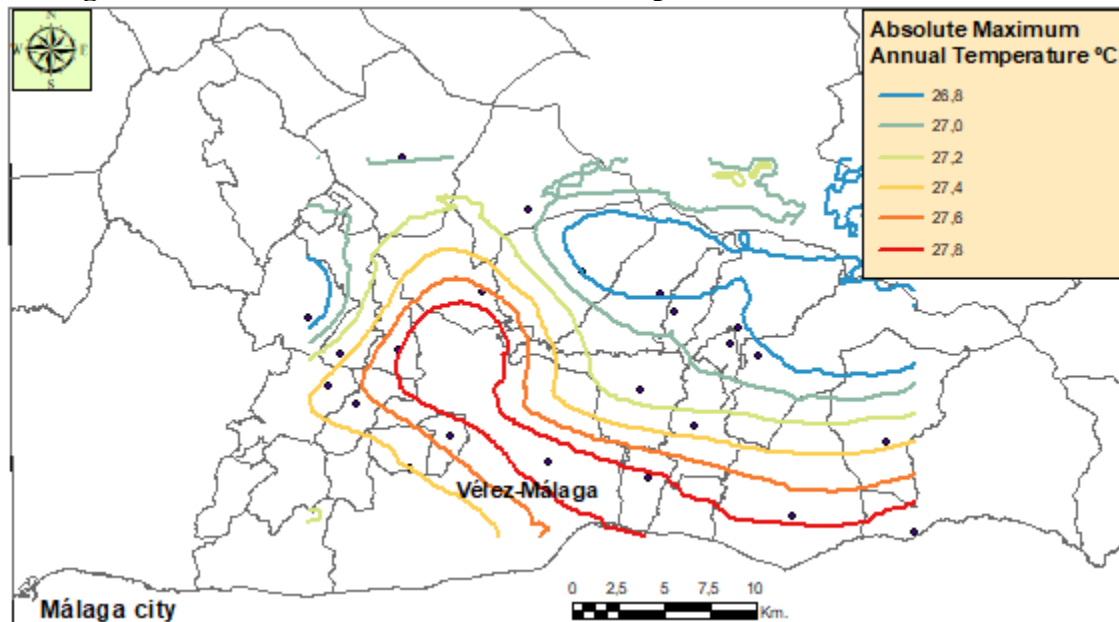 N
W E
S
Absolute Maximum
Annual Temperature ºC
26,8
27,0
27,2
27,4
27,6
27,8
Vélez-Málaga
0 2,5 5 7,5 10
Km.
Málaga city